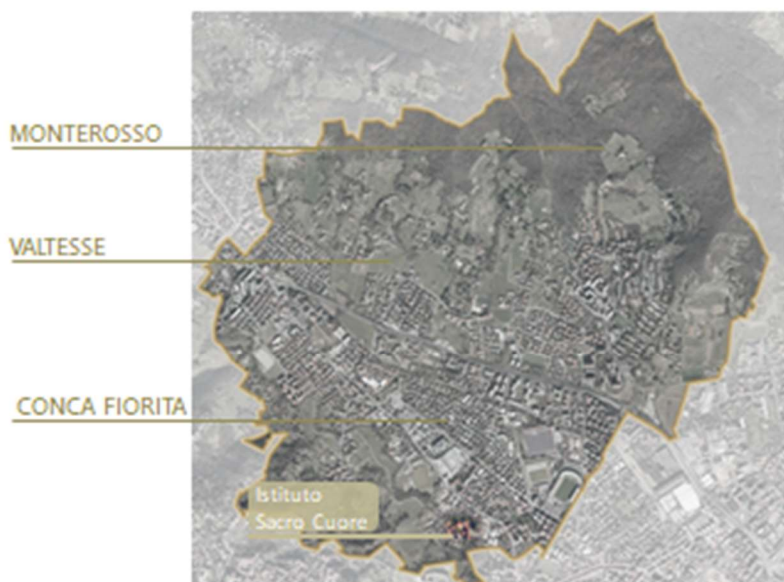 MONTEROSSO
VALTESSE
CONCA FIORITA
Istituto
Sacro Cuore